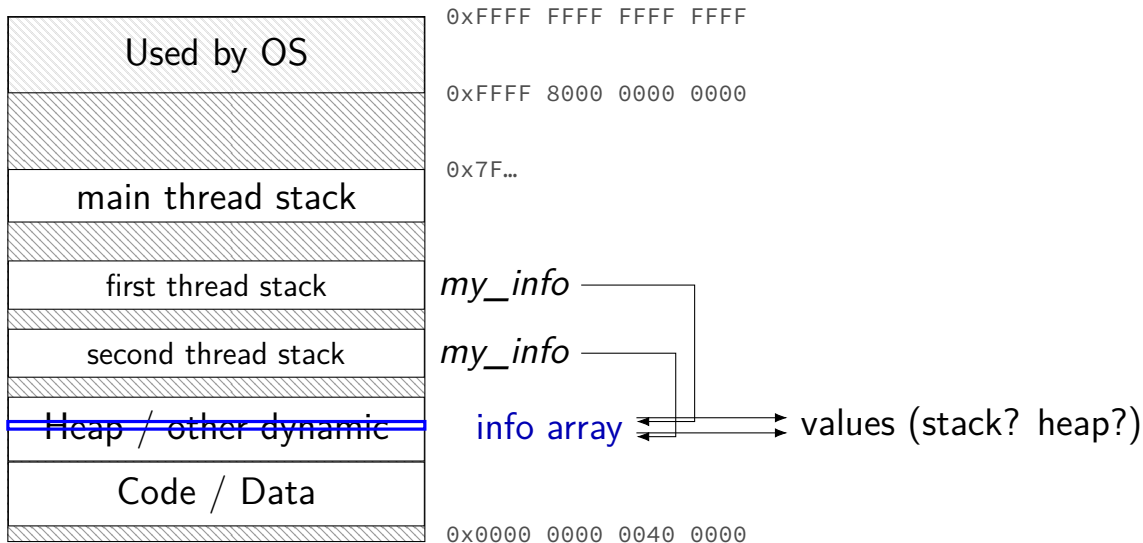 0xFFFF FFFF FFFF FFFF
Used by OS
0xFFFF 8000 0000 0000
0x7F…
main thread stack
first thread stack
my_info
second thread stack
my_info
Heap / other dynamic
info array
values (stack? heap?)
Code / Data
0x0000 0000 0040 0000